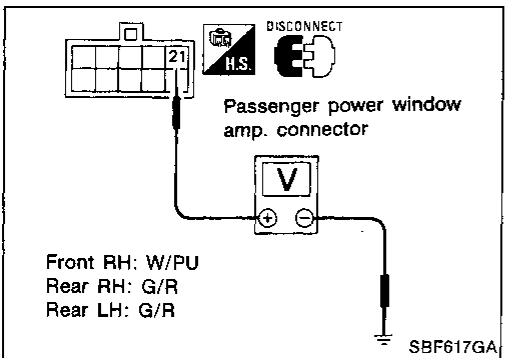 DISCONNECT
21
H.S.
Passenger power window
amp. connector
V
+ −
Front RH: W/PU
Rear RH: G/R
Rear LH: G/R
SBF617GA